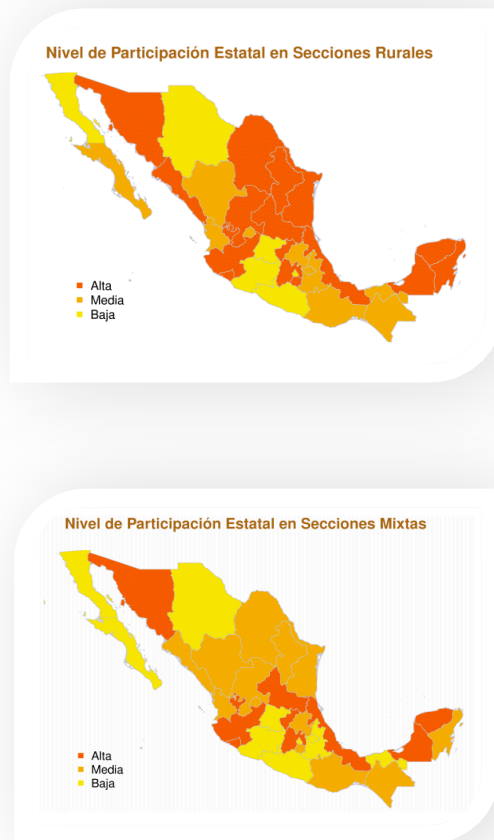 Nivel de Participación Estatal en Secciones Rurales
Alta
Media
Baja
Nivel de Participación Estatal en Secciones Mixtas
Alta
Media
Baja